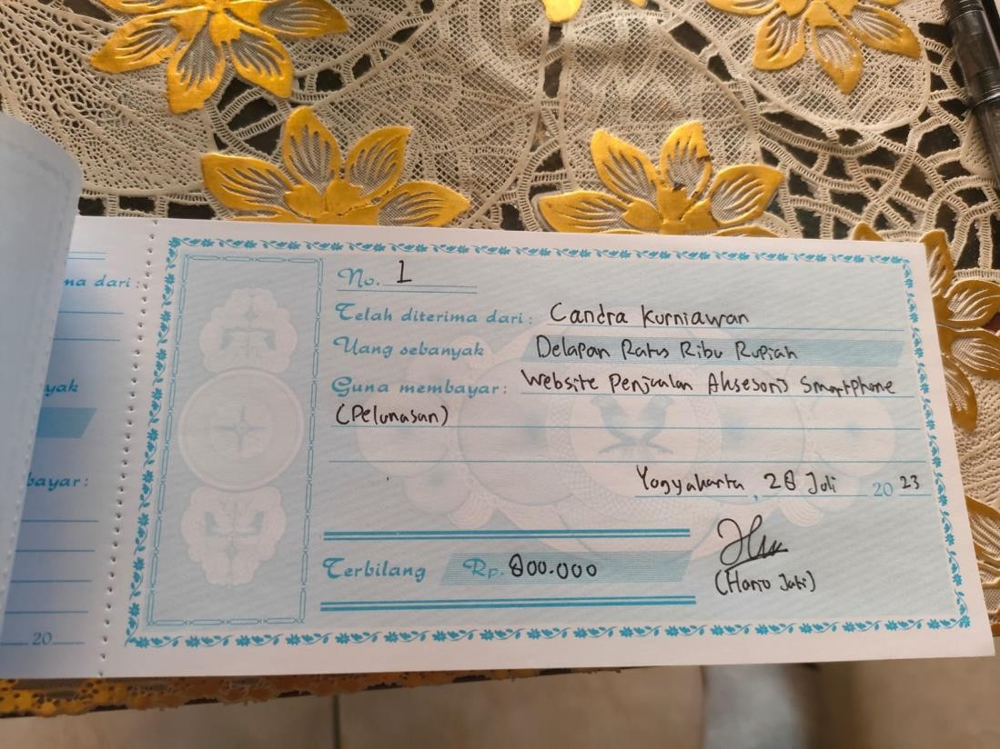 No. 1
Telah diterima dari: Candra Kurniawan
Uang sebanyak Delapan Ratus Ribu Rupiah
Guna membayar: Website Penjualan Aksesoris Smartphone
(Pelunasan)
Yogyakarta, 28 Juli 2023
Terbilang Rp. 800.000
(Hario Jati)
ma dari:
yak
bayar:
20